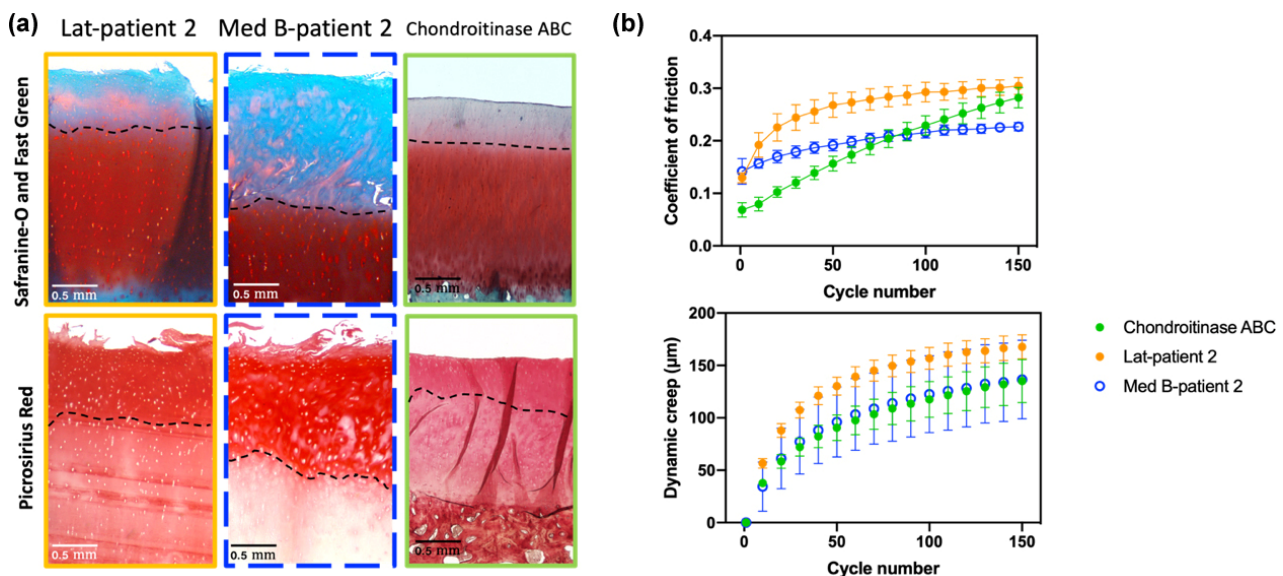 (a)
Lat-patient 2 Med B-patient 2 Chondroitinase ABC
Safranine-O and Fast Green
0.5 mm
0.5 mm
0.5 mm
Picrosirius Red
0.5 mm
0.5 mm
0.5 mm
(b)
Coefficient of friction
0.4
0.3
0.2
0.1
0.0
0 50 100 150
Cycle number
Dynamic creep (µm)
200
150
100
50
0
0 50 100 150
Cycle number
Chondroitinase ABC
Lat-patient 2
Med B-patient 2